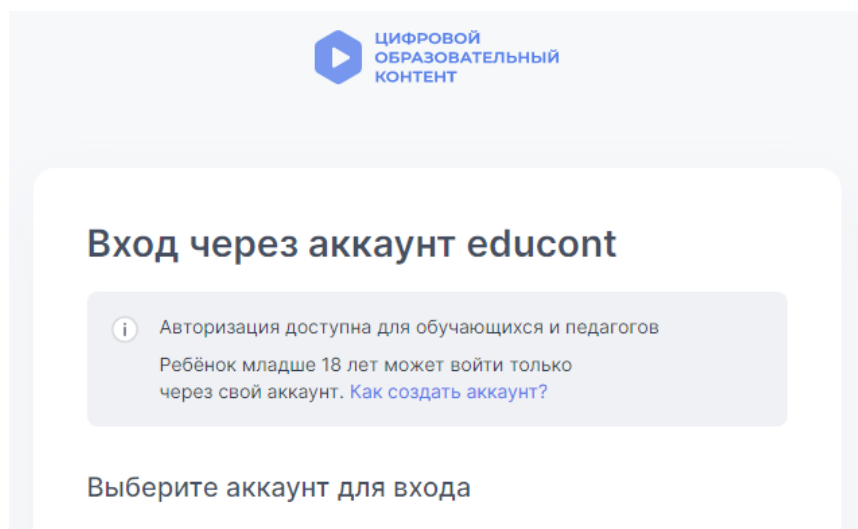 ЦИФРОВОЙ
ОБРАЗОВАТЕЛЬНЫЙ
КОНТЕНТ
Вход через аккаунт educont
i
Авторизация доступна для обучающихся и педагогов
Ребёнок младше 18 лет может войти только
через свой аккаунт. Как создать аккаунт?
Выберите аккаунт для входа